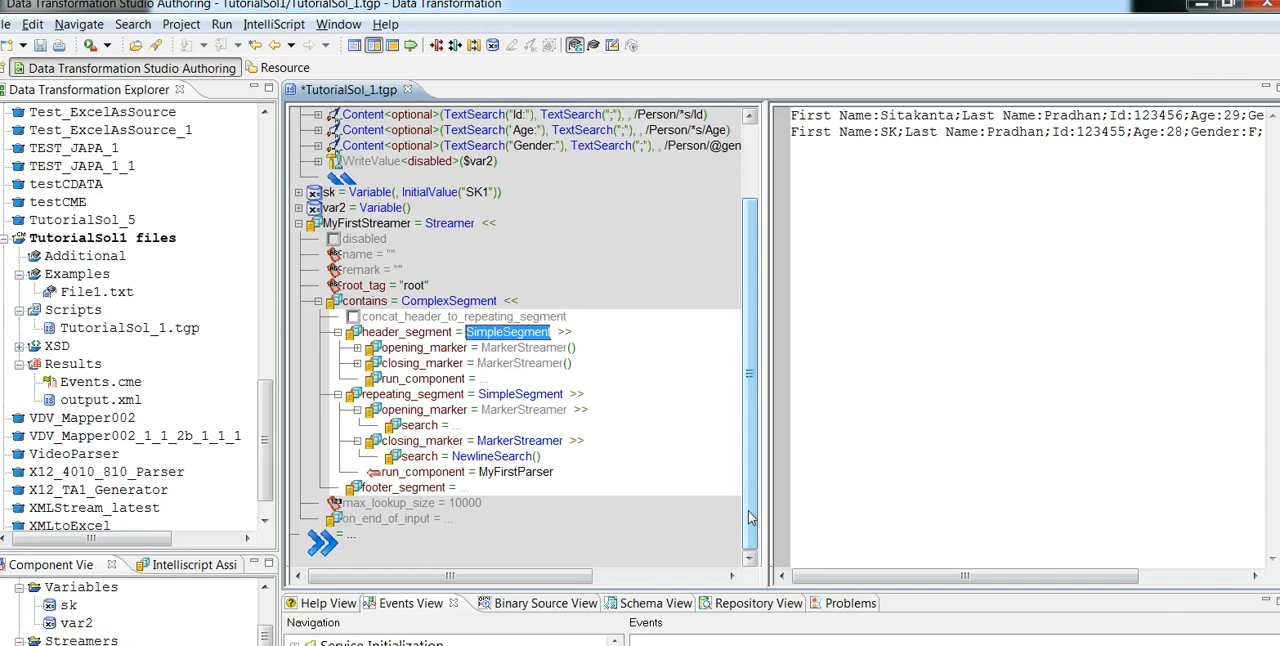 Data Transformation Studio Authoring - TutorialSol1/TutorialSol_1.tgp - Data Transformation
le Edit Navigate Search Project Run IntelliScript Window Help
Data Transformation Studio Authoring Resource
Data Transformation Explorer
Test_ExcelAsSource
Test_ExcelAsSource_1
TEST_JAPA_1
TEST_JAPA_1_1
testCDATA
testCME
TutorialSol_5
TutorialSol1 files
Additional
Examples
File1.txt
Scripts
TutorialSol_1.tgp
XSD
Results
Events.cme
output.xml
VDV_Mapper002
VDV_Mapper002_1_1_2b_1_1_1
VideoParser
X12_4010_810_Parser
X12_TA1_Generator
XMLStream_latest
XMLtoExcel
Component Vie Intelliscript Assi
Variables
sk
var2
Streamers
*TutorialSol_1.tgp
Content<optional>(TextSearch("Id:"), TextSearch(";"), , /Person/*s/Id)
Content<optional>(TextSearch("Age:"), TextSearch(";"), , /Person/*s/Age)
Content<optional>(TextSearch("Gender:"), TextSearch(";"), , /Person/@gen
WriteValue<disabled>($var2)
sk = Variable(, InitialValue("SK1"))
var2 = Variable()
MyFirstStreamer = Streamer <<
disabled
name = ""
remark = ""
root_tag = "root"
contains = ComplexSegment <<
concat_header_to_repeating_segment
header_segment = SimpleSegment >>
opening_marker = MarkerStreamer()
closing_marker = MarkerStreamer()
run_component = ...
repeating_segment = SimpleSegment >>
opening_marker = MarkerStreamer >>
search = ...
closing_marker = MarkerStreamer >>
search = NewlineSearch()
run_component = MyFirstParser
footer_segment = ...
max_lookup_size = 10000
on_end_of_input = ...
= ...
First Name:Sitakanta;Last Name:Pradhan;Id:123456;Age:29;Ge
First Name:SK;Last Name:Pradhan;Id:123455;Age:28;Gender:F;
Help View Events View Binary Source View Schema View Repository View Problems
Navigation Events
Service Initialization